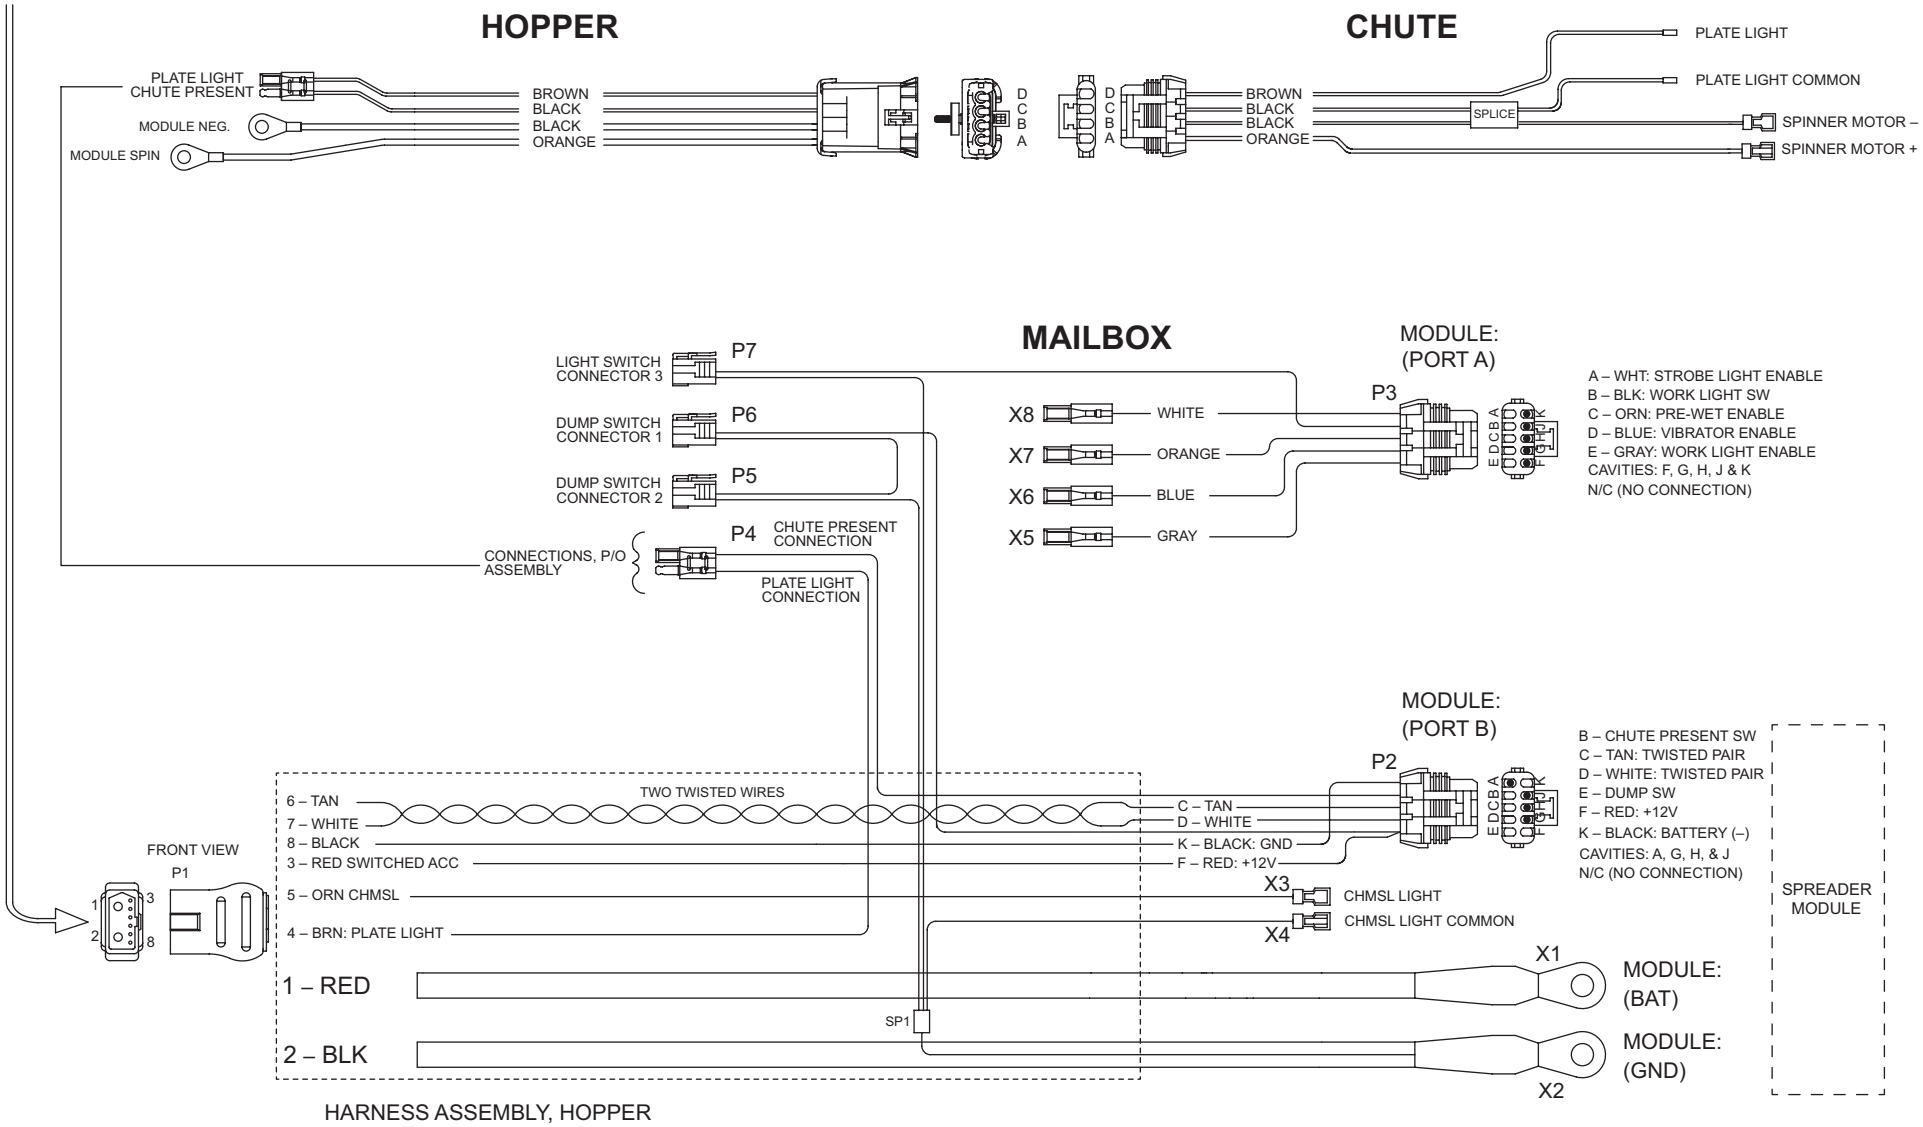 HOPPER
CHUTE
PLATE LIGHT
CHUTE PRESENT
MODULE NEG.
MODULE SPIN
BROWN
BLACK
BLACK
ORANGE
D
C
B
A
D
C
B
A
BROWN
BLACK
BLACK
ORANGE
SPLICE
PLATE LIGHT
PLATE LIGHT COMMON
SPINNER MOTOR –
SPINNER MOTOR +
MAILBOX
LIGHT SWITCH
CONNECTOR 3
P7
DUMP SWITCH
CONNECTOR 1
P6
DUMP SWITCH
CONNECTOR 2
P5
CONNECTIONS, P/O
ASSEMBLY
P4
CHUTE PRESENT
CONNECTION
PLATE LIGHT
CONNECTION
X8
WHITE
X7
ORANGE
X6
BLUE
X5
GRAY
MODULE:
(PORT A)
P3
E D C B A
F G H J K
A – WHT: STROBE LIGHT ENABLE
B – BLK: WORK LIGHT SW
C – ORN: PRE-WET ENABLE
D – BLUE: VIBRATOR ENABLE
E – GRAY: WORK LIGHT ENABLE
CAVITIES: F, G, H, J & K
N/C (NO CONNECTION)
MODULE:
(PORT B)
P2
E D C B A
F G H J K
B – CHUTE PRESENT SW
C – TAN: TWISTED PAIR
D – WHITE: TWISTED PAIR
E – DUMP SW
F – RED: +12V
K – BLACK: BATTERY (–)
CAVITIES: A, G, H, & J
N/C (NO CONNECTION)
SPREADER
MODULE
FRONT VIEW
P1
1
2
3
8
6 – TAN
7 – WHITE
8 – BLACK
3 – RED SWITCHED ACC
5 – ORN CHMSL
4 – BRN: PLATE LIGHT
1 – RED
2 – BLK
TWO TWISTED WIRES
C – TAN
D – WHITE
K – BLACK: GND
F – RED: +12V
X3
CHMSL LIGHT
X4
CHMSL LIGHT COMMON
SP1
X1
MODULE:
(BAT)
MODULE:
(GND)
X2
HARNESS ASSEMBLY, HOPPER